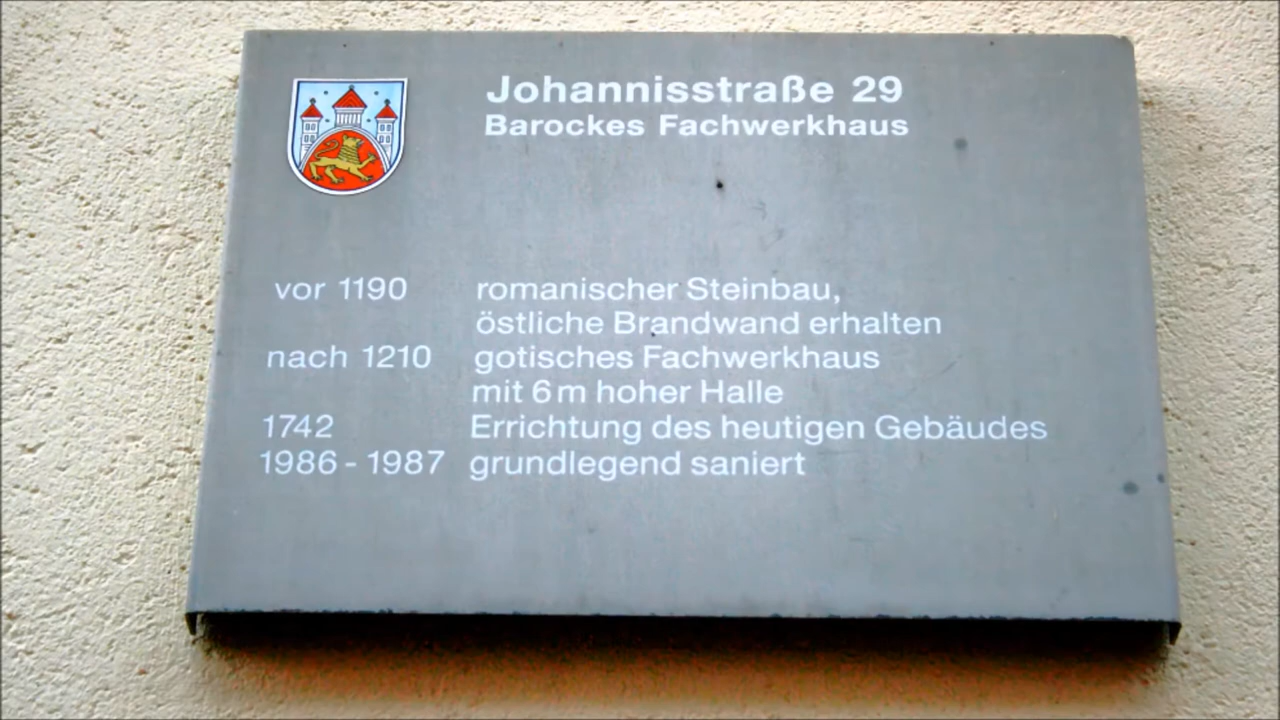 Johannisstraße 29
Barockes Fachwerkhaus
vor 1190 romanischer Steinbau,
östliche Brandwand erhalten
nach 1210 gotisches Fachwerkhaus
mit 6 m hoher Halle
1742 Errichtung des heutigen Gebäudes
1986 - 1987 grundlegend saniert